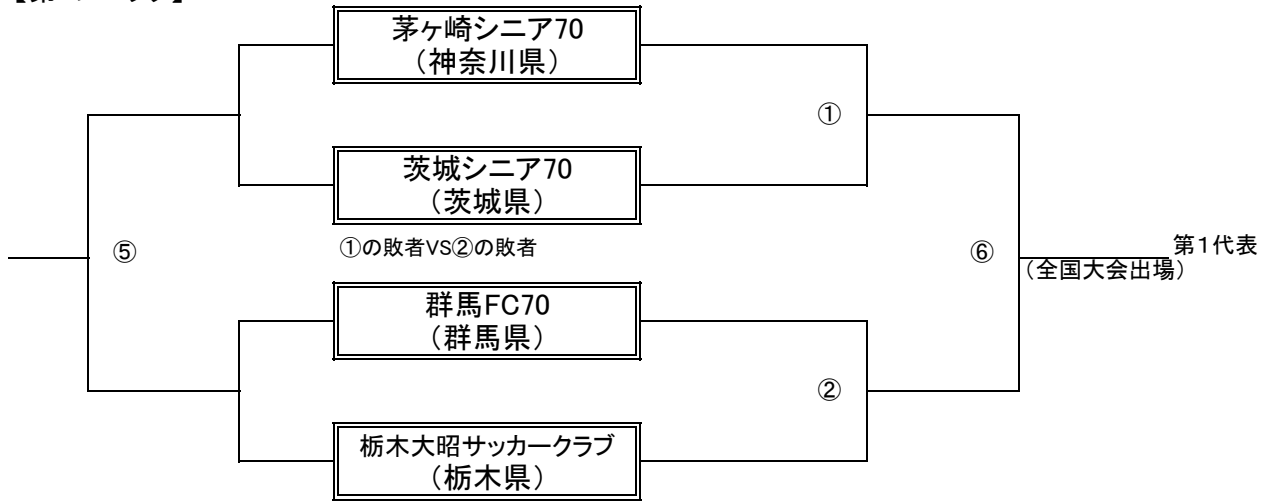 茅ヶ崎シニア70
（神奈川県）
①
茨城シニア70
（茨城県）
⑤
①の敗者VS②の敗者
⑥
第1代表
（全国大会出場）
群馬FC70
（群馬県）
②
栃木大昭サッカークラブ
（栃木県）